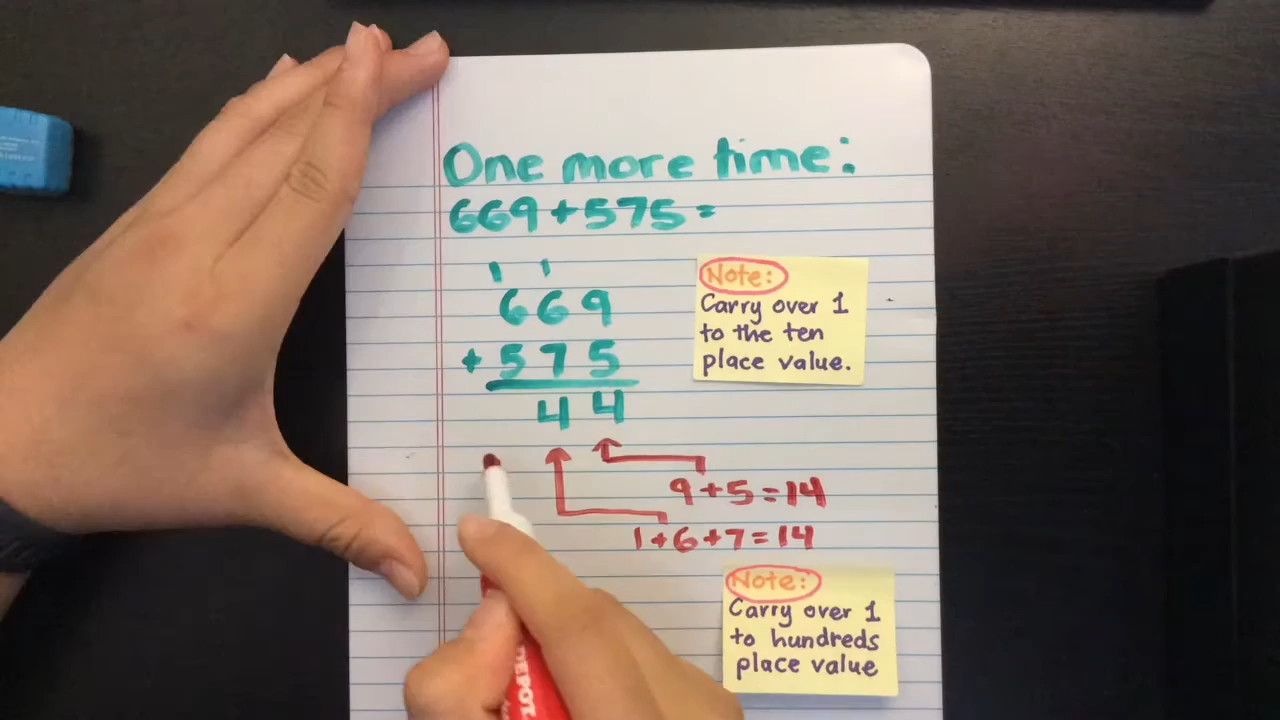 One more time:
669+575=
1 1
669
+575
44
9+5=14
1+6+7=14
Note:
Carry over 1
to the ten
place value.
Note:
Carry over 1
to hundreds
place value
DEPOT